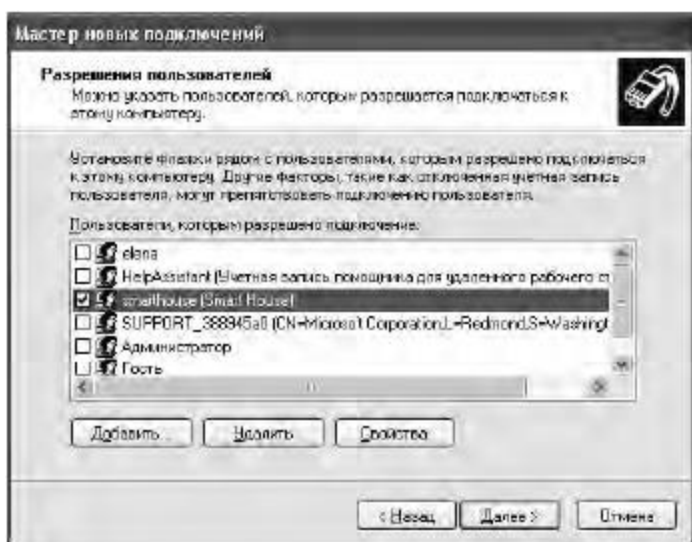 Мастер новых подключений
Разрешения пользователей
Можно указать пользователей, которым разрешается подключаться к
этому компьютеру.
Установите флажки рядом с пользователями, которым разрешено подключаться
к этому компьютеру. Другие факторы, такие как отключенная учетная запись
пользователя, могут препятствовать подключению пользователя.
Пользователи, которым разрешено подключение:
elena
HelpAssistant (Учетная запись помощника для удаленного рабочего ст
smarthouse (Smart House)
SUPPORT_388945a0 (CN=Microsoft Corporation,L=Redmond,S=Washingt
Администратор
Гость
Добавить...
Удалить
Свойства
< Назад
Далее >
Отмена